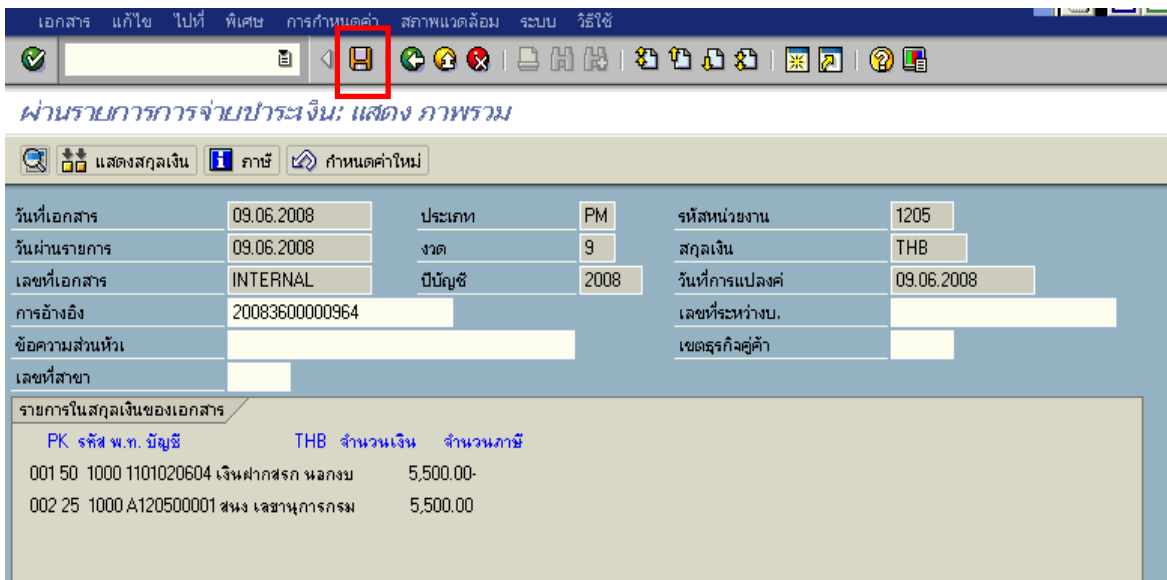 เอกสาร แก้ไข ไปที่ พิเศษ การกำหนดค่า สภาพแวดล้อม ระบบ วิธีใช้
ผ่านรายการการจ่ายชำระเงิน: แสดง ภาพรวม
แสดงสกุลเงิน ภาษี กำหนดค่าใหม่
วันที่เอกสาร 09.06.2008 ประเภท PM รหัสหน่วยงาน 1205
วันผ่านรายการ 09.06.2008 งวด 9 สกุลเงิน THB
เลขที่เอกสาร INTERNAL ปีบัญชี 2008 วันที่การแปลงค่ 09.06.2008
การอ้างอิง 20083600000964 เลขที่ระหว่างบ.
ข้อความส่วนหัวเ เขตธุรกิจคู่ค้า
เลขที่สาขา
รายการในสกุลเงินของเอกสาร
PK รหัส พ.ท. บัญชี THB จำนวนเงิน จำนวนภาษี
001 50 1000 1101020604 เงินฝากสรก นอกงบ 5,500.00-
002 25 1000 A120500001 สนง เลขานุการกรม 5,500.00